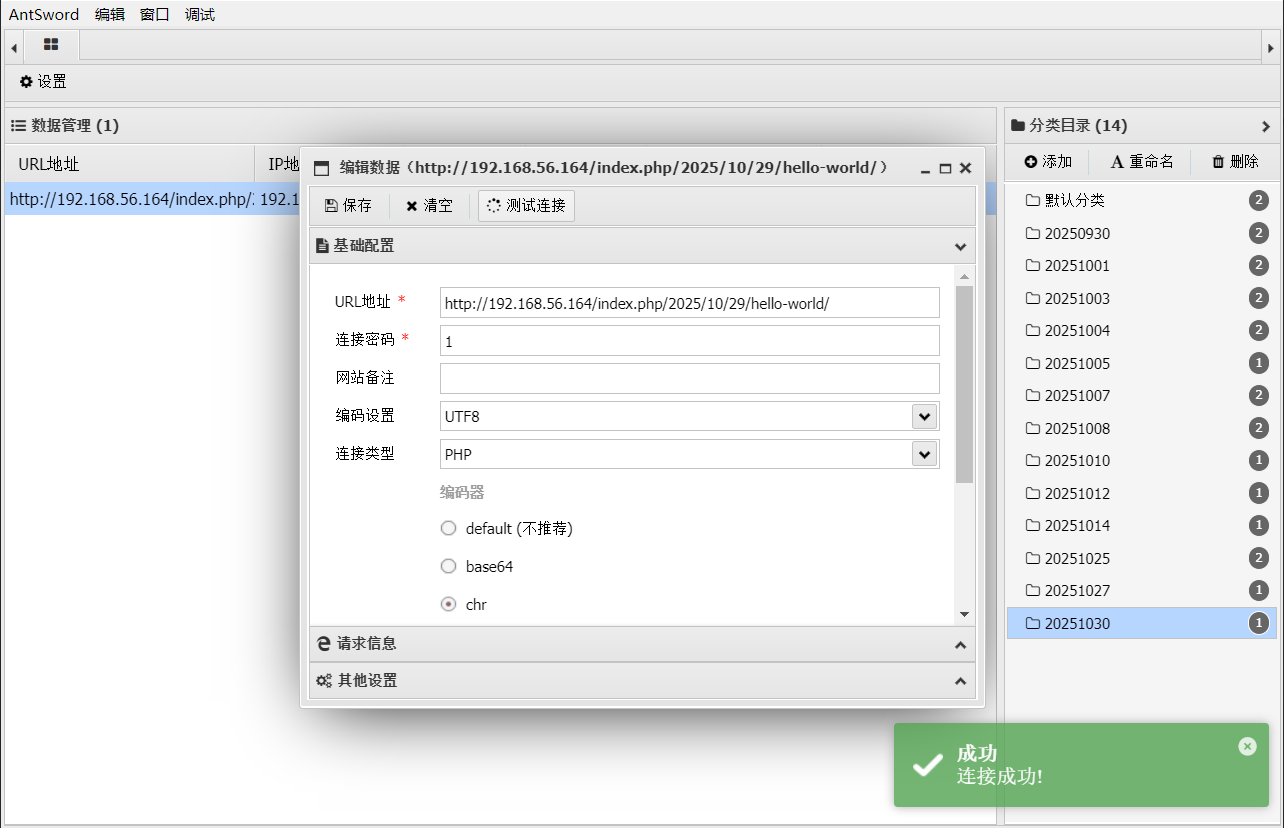 AntSword 编辑 窗口 调试
设置
数据管理 (1)
URL地址 IP地
http://192.168.56.164/index.php/2 192.1
编辑数据（http://192.168.56.164/index.php/2025/10/29/hello-world/）
保存 清空 测试连接
基础配置
URL地址 *
http://192.168.56.164/index.php/2025/10/29/hello-world/
连接密码 *
1
网站备注
编码设置
UTF8
连接类型
PHP
编码器
default (不推荐)
base64
chr
请求信息
其他设置
分类目录 (14)
添加 重命名 删除
默认分类 2
20250930 2
20251001 2
20251003 2
20251004 2
20251005 1
20251007 2
20251008 2
20251010 1
20251012 1
20251014 1
20251025 2
20251027 1
20251030 1
成功
连接成功!